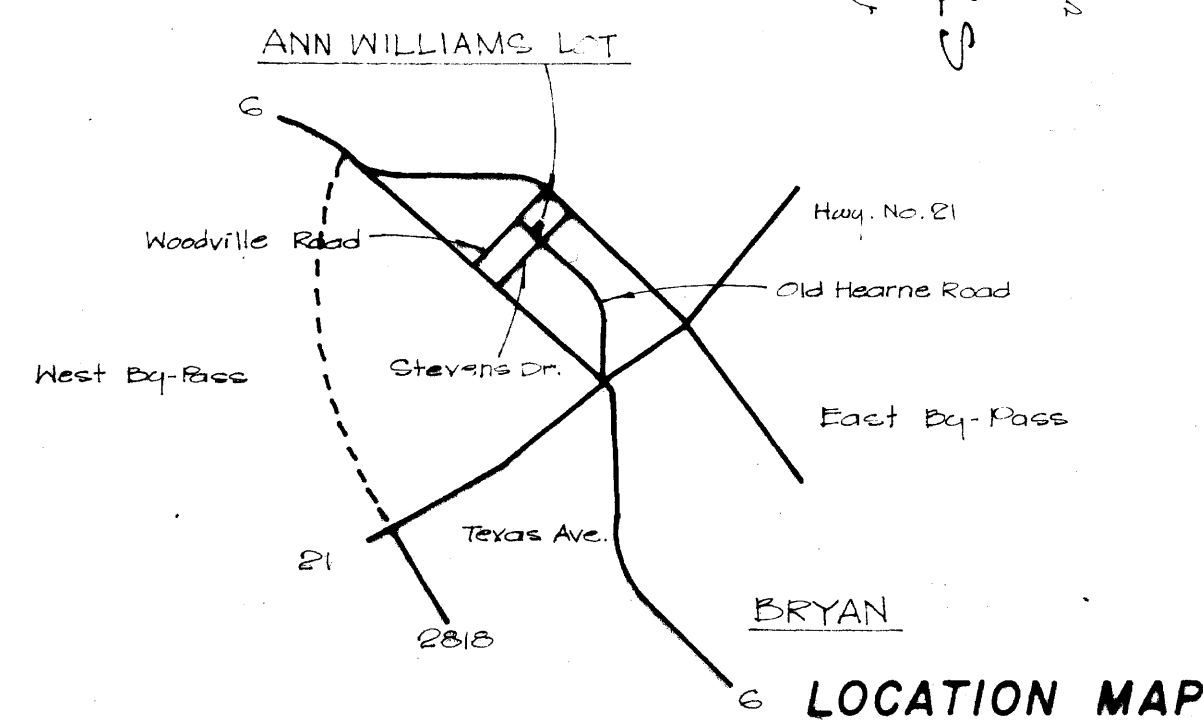 ANN WILLIAMS LOT
6
Hwy. No. 21
Woodville Road
Old Hearne Road
Stevens Dr.
West By-Pass
East By-Pass
Texas Ave.
21
BRYAN
2818
6
LOCATION MAP